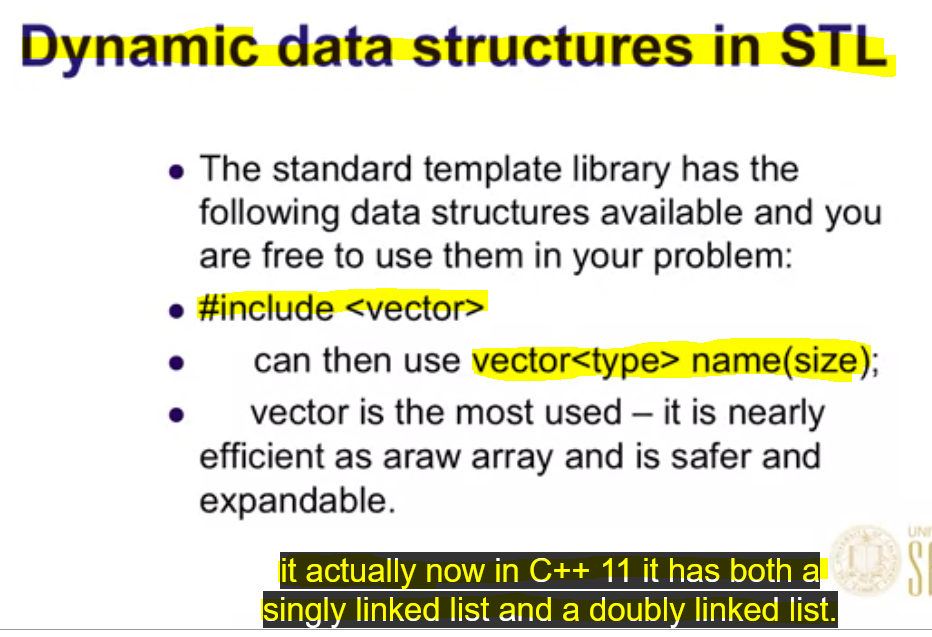 Dynamic data structures in STL
• The standard template library has the
following data structures available and you
are free to use them in your problem:
• #include <vector>
• can then use vector<type> name(size);
• vector is the most used – it is nearly
efficient as araw array and is safer and
expandable.
it actually now in C++ 11 it has both a
singly linked list and a doubly linked list.